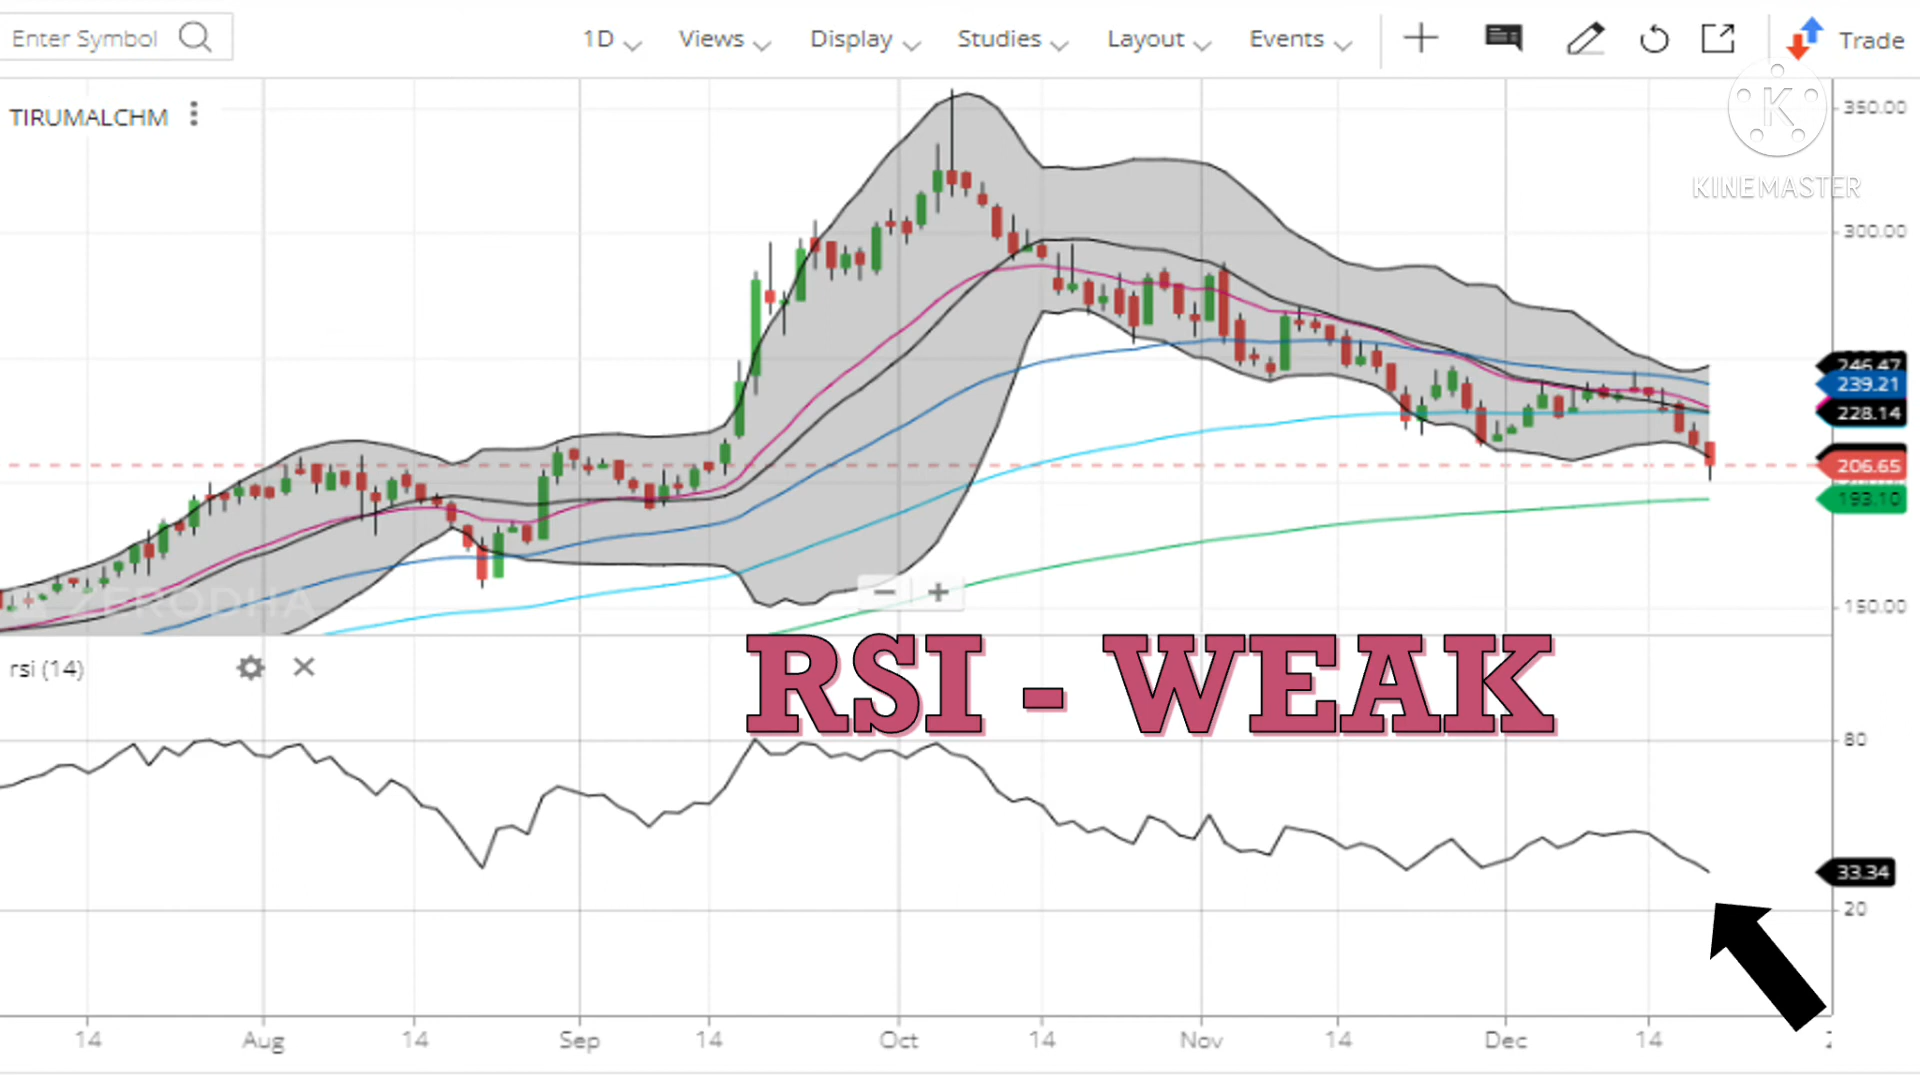 Enter Symbol 1D Views Display Studies Layout Events Trade
TIRUMALCHM
350.00
K
KINEMASTER
300.00
246.47
239.21
228.14
206.65
193.10
150.00
ZERODHA
rsi (14)
RSI - WEAK
80
33.34
20
14 Aug 14 Sep 14 Oct 14 Nov 14 Dec 14